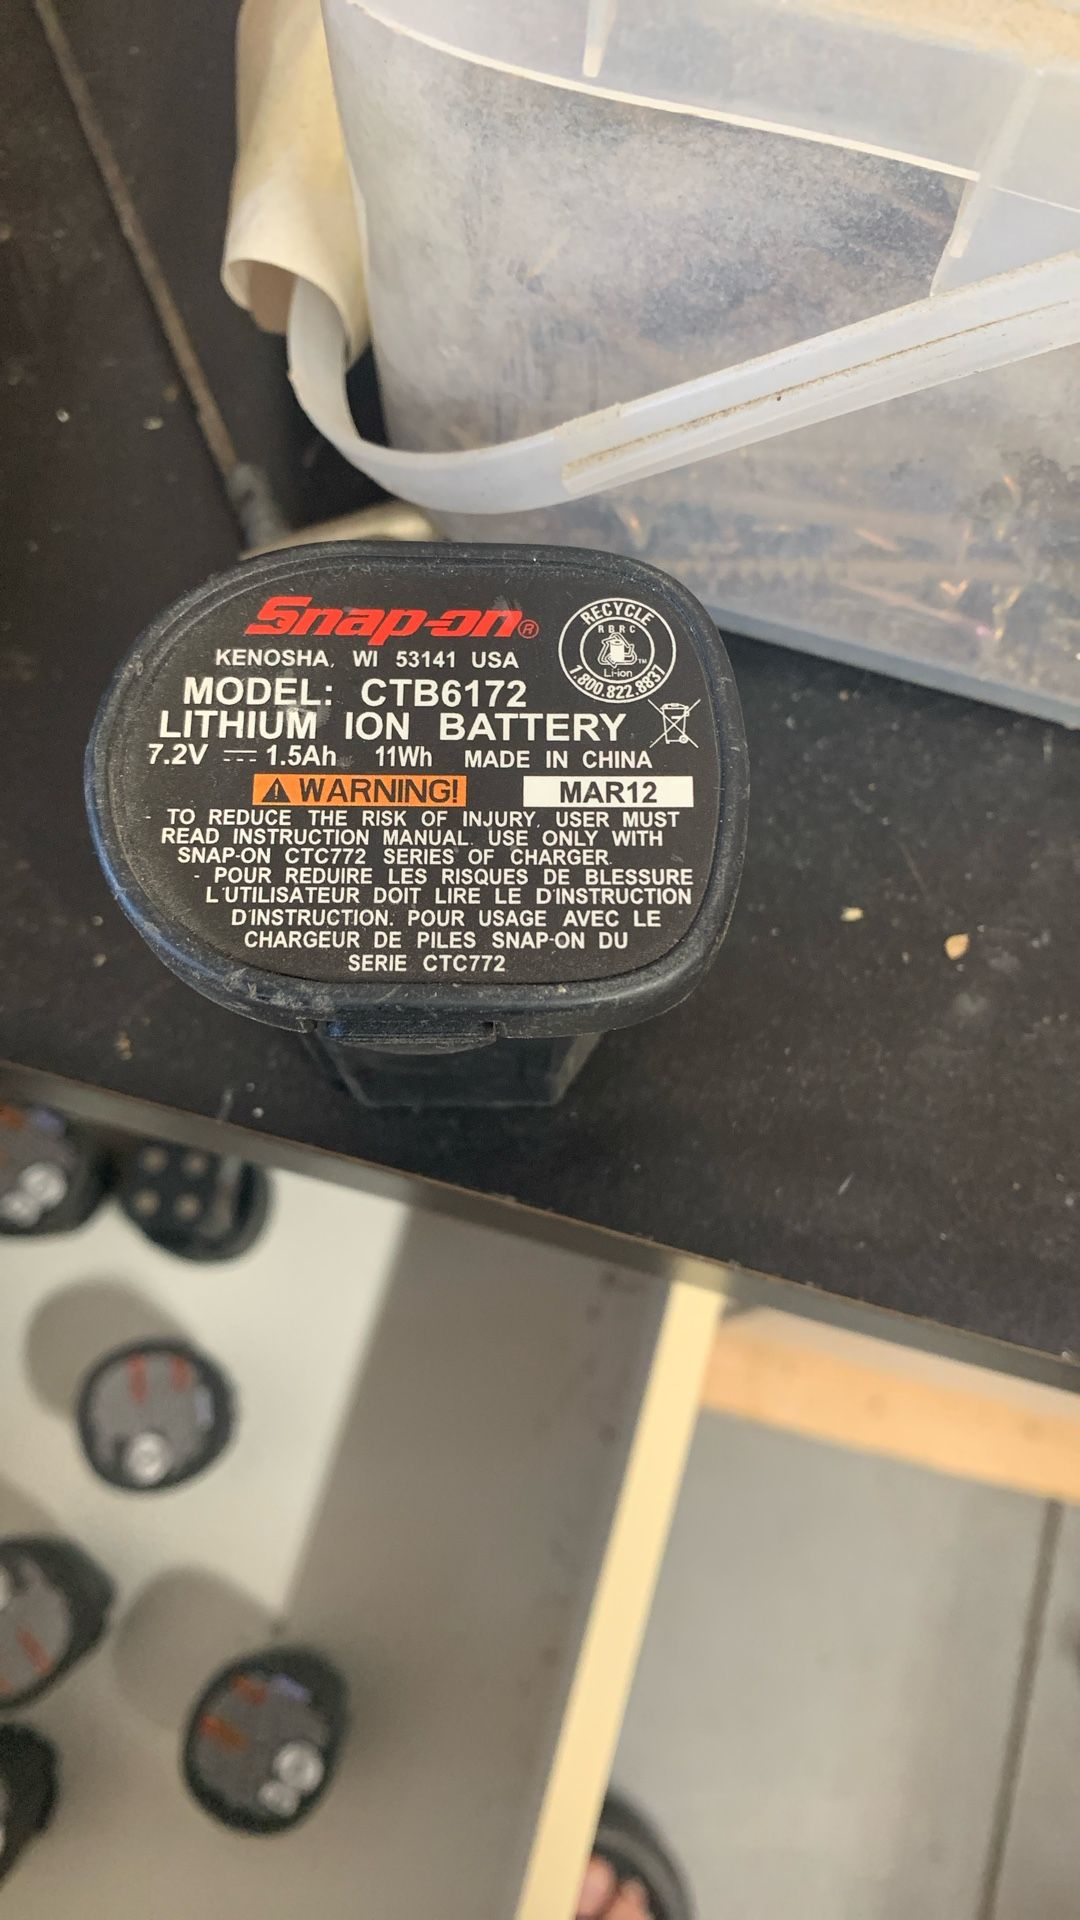 Snap-on®
KENOSHA, WI 53141 USA
RECYCLE
RBRC
Li-ion ™
1.800.822.8837
MODEL: CTB6172
LITHIUM ION BATTERY
7.2V 1.5Ah 11Wh MADE IN CHINA
WARNING! MAR12
- TO REDUCE THE RISK OF INJURY, USER MUST
READ INSTRUCTION MANUAL. USE ONLY WITH
SNAP-ON CTC772 SERIES OF CHARGER.
- POUR REDUIRE LES RISQUES DE BLESSURE
L'UTILISATEUR DOIT LIRE LE D'INSTRUCTION
D'INSTRUCTION. POUR USAGE AVEC LE
CHARGEUR DE PILES SNAP-ON DU
SERIE CTC772